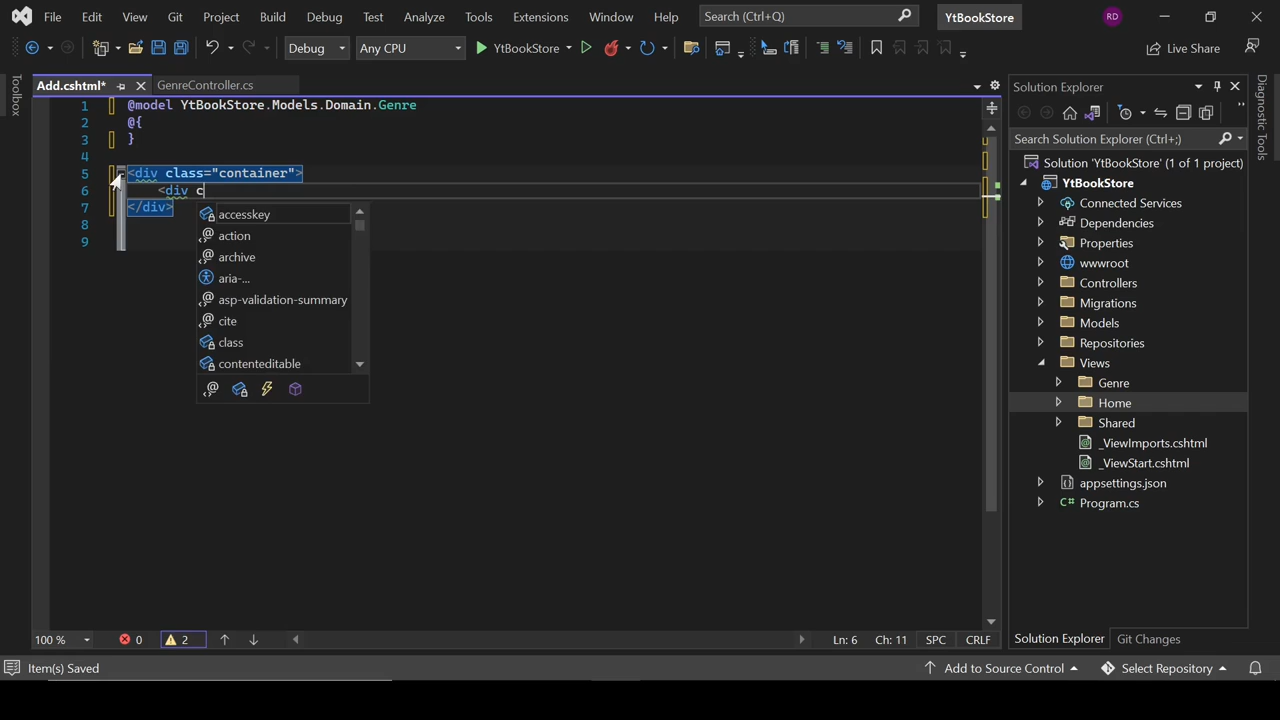 File Edit View Git Project Build Debug Test Analyze Tools Extensions Window Help Search (Ctrl+Q) YtBookStore RD
Debug Any CPU YtBookStore Live Share
Toolbox
Add.cshtml* GenreController.cs
1 @model YtBookStore.Models.Domain.Genre
2 @{
3 }
4
5 <div class="container">
6 <div c
7 </div>
8
9
accesskey
action
archive
aria-...
asp-validation-summary
cite
class
contenteditable
Solution Explorer
Search Solution Explorer (Ctrl+;)
Solution 'YtBookStore' (1 of 1 project)
YtBookStore
Connected Services
Dependencies
Properties
wwwroot
Controllers
Migrations
Models
Repositories
Views
Genre
Home
Shared
_ViewImports.cshtml
_ViewStart.cshtml
appsettings.json
C# Program.cs
Solution Explorer Git Changes
Diagnostic Tools
100 % 0 2 Ln: 6 Ch: 11 SPC CRLF
Item(s) Saved Add to Source Control Select Repository